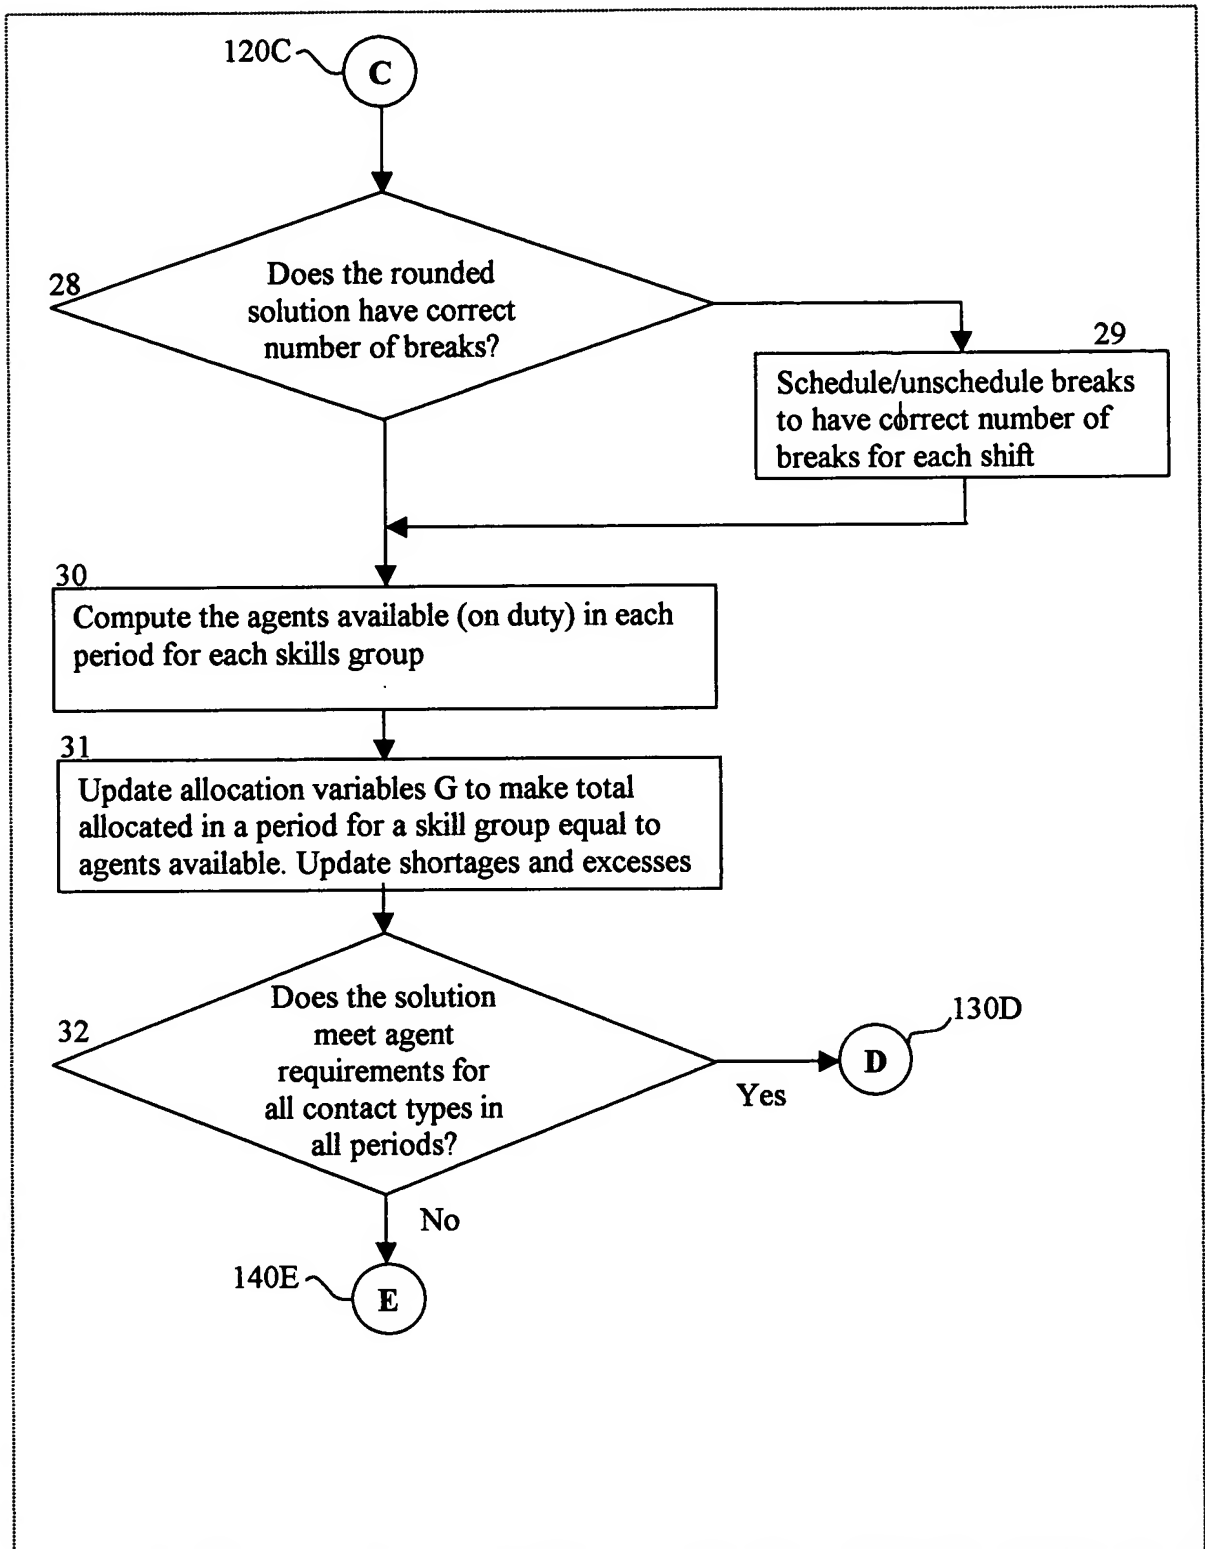 120C
C
28
Does the rounded
solution have correct
number of breaks?
29
Schedule/unschedule breaks
to have correct number of
breaks for each shift
30
Compute the agents available (on duty) in each
period for each skills group
31
Update allocation variables G to make total
allocated in a period for a skill group equal to
agents available. Update shortages and excesses
32
Does the solution
meet agent
requirements for
all contact types in
all periods?
130D
D
Yes
No
140E
E